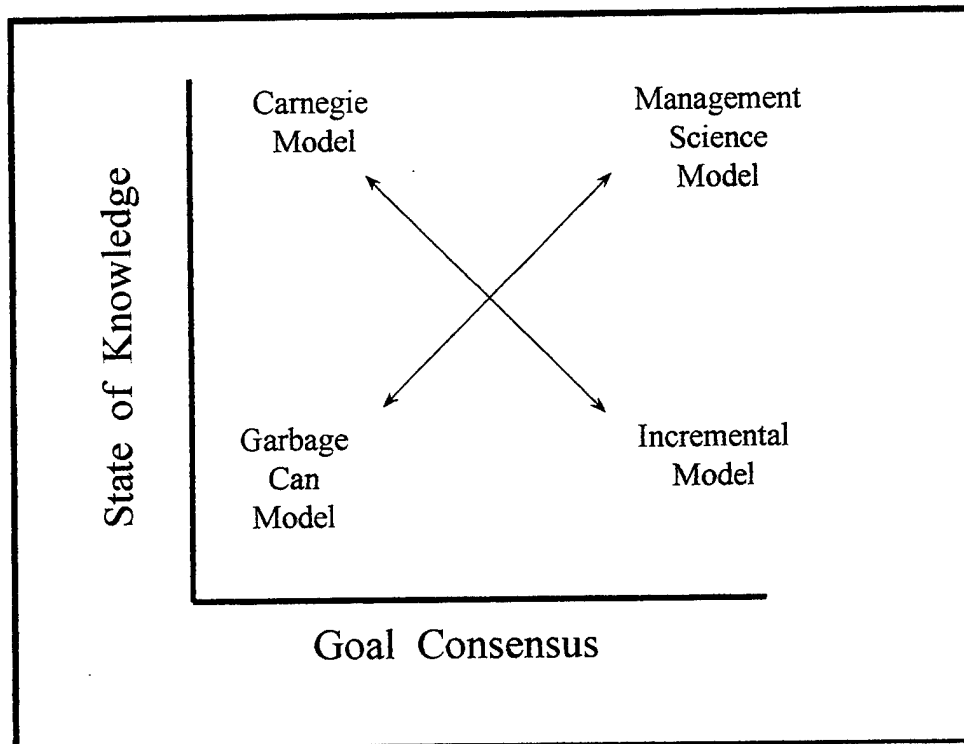 Carnegie
Model
Management
Science
Model
State of Knowledge
Garbage
Can
Model
Incremental
Model
Goal Consensus